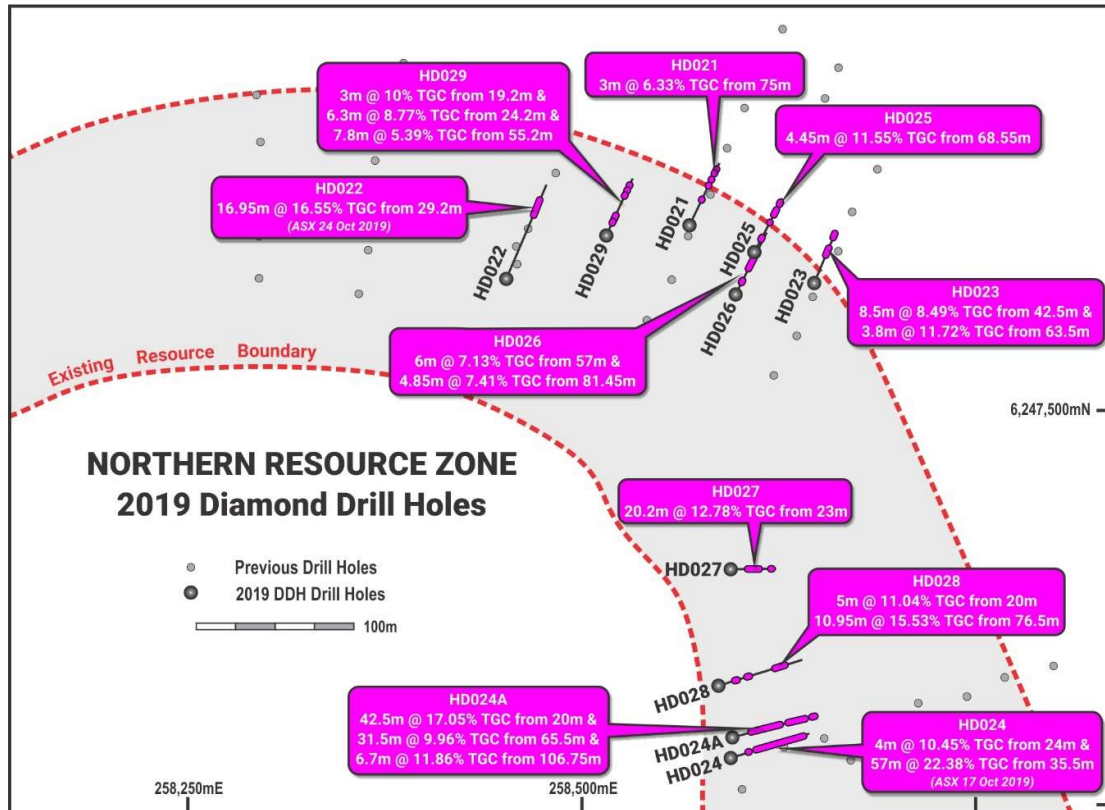 HD029
3m @ 10% TGC from 19.2m &
6.3m @ 8.77% TGC from 24.2m &
7.8m @ 5.39% TGC from 55.2m
HD021
3m @ 6.33% TGC from 75m
HD025
4.45m @ 11.55% TGC from 68.55m
HD022
16.95m @ 16.55% TGC from 29.2m
(ASX 24 Oct 2019)
HD022
HD029
HD021
HD025
HD026
HD023
HD023
8.5m @ 8.49% TGC from 42.5m &
3.8m @ 11.72% TGC from 63.5m
HD026
6m @ 7.13% TGC from 57m &
4.85m @ 7.41% TGC from 81.45m
Existing Resource Boundary
6,247,500mN
NORTHERN RESOURCE ZONE
2019 Diamond Drill Holes
Previous Drill Holes
2019 DDH Drill Holes
100m
HD027
20.2m @ 12.78% TGC from 23m
HD027
HD028
5m @ 11.04% TGC from 20m
10.95m @ 15.53% TGC from 76.5m
HD028
HD024A
42.5m @ 17.05% TGC from 20m &
31.5m @ 9.96% TGC from 65.5m &
6.7m @ 11.86% TGC from 106.75m
HD024A
HD024
HD024
4m @ 10.45% TGC from 24m &
57m @ 22.38% TGC from 35.5m
(ASX 17 Oct 2019)
258,250mE
258,500mE